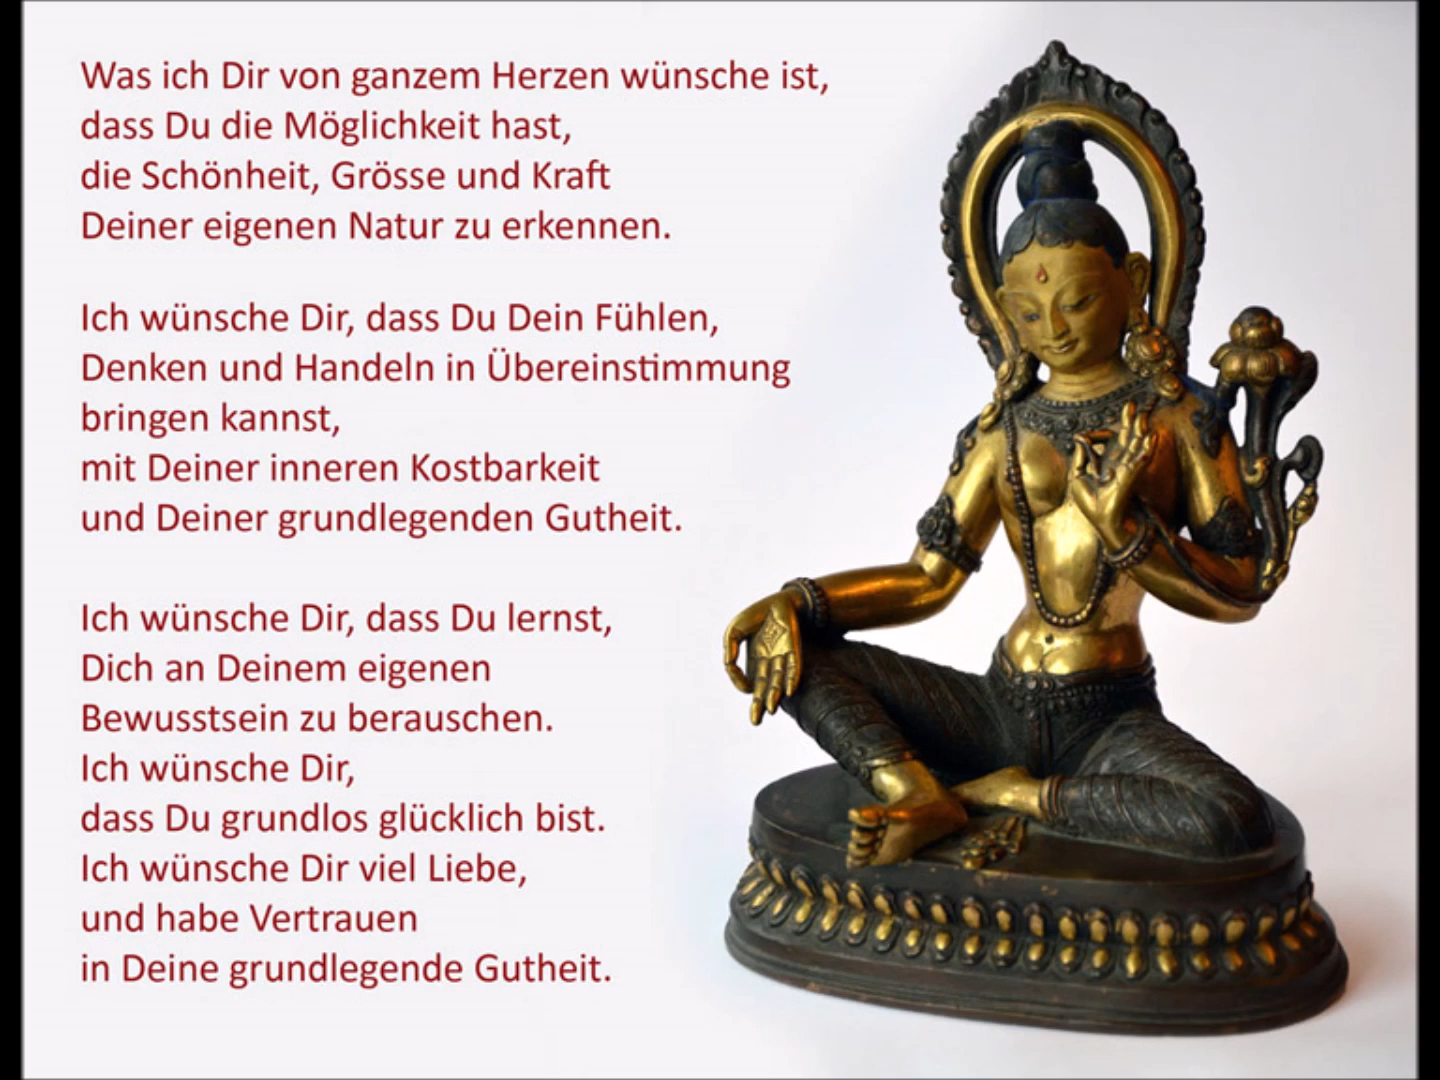 Was ich Dir von ganzem Herzen wünsche ist,
dass Du die Möglichkeit hast,
die Schönheit, Grösse und Kraft
Deiner eigenen Natur zu erkennen.
Ich wünsche Dir, dass Du Dein Fühlen,
Denken und Handeln in Übereinstimmung
bringen kannst,
mit Deiner inneren Kostbarkeit
und Deiner grundlegenden Gutheit.
Ich wünsche Dir, dass Du lernst,
Dich an Deinem eigenen
Bewusstsein zu berauschen.
Ich wünsche Dir,
dass Du grundlos glücklich bist.
Ich wünsche Dir viel Liebe,
und habe Vertrauen
in Deine grundlegende Gutheit.